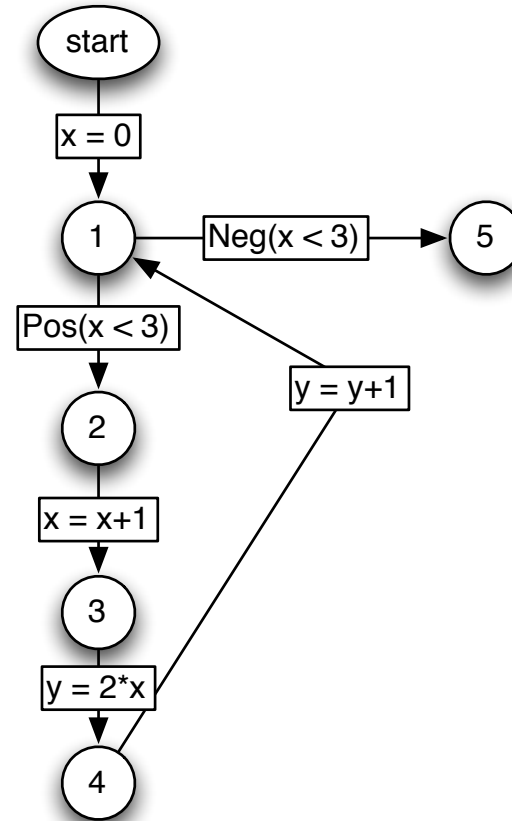 start
x = 0
1
Neg(x < 3)
5
Pos(x < 3)
y = y+1
2
x = x+1
3
y = 2*x
4